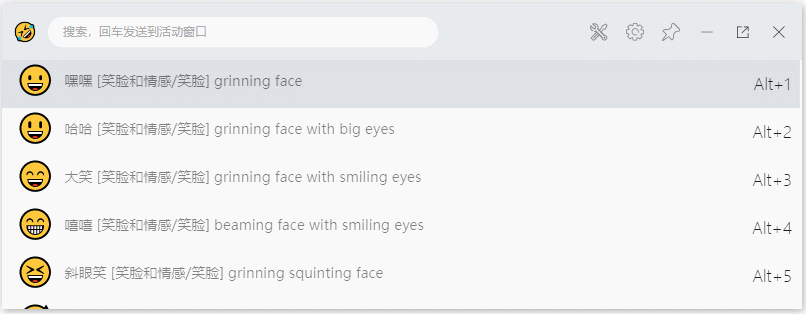 搜索，回车发送到活动窗口
嘿嘿 [笑脸和情感/笑脸] grinning face Alt+1
哈哈 [笑脸和情感/笑脸] grinning face with big eyes Alt+2
大笑 [笑脸和情感/笑脸] grinning face with smiling eyes Alt+3
嘻嘻 [笑脸和情感/笑脸] beaming face with smiling eyes Alt+4
斜眼笑 [笑脸和情感/笑脸] grinning squinting face Alt+5